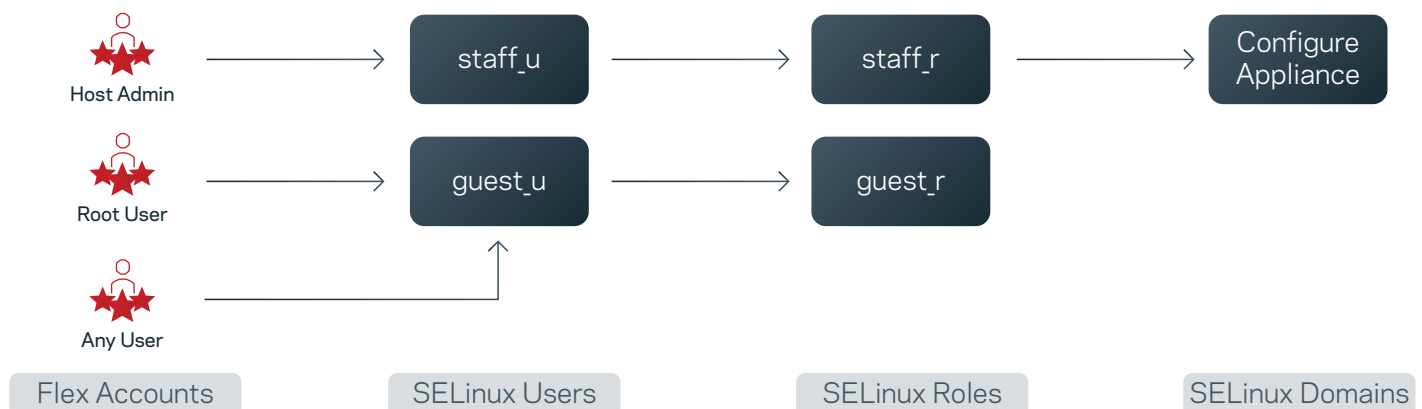 Host Admin
staff_u
staff_r
Configure
Appliance
Root User
guest_u
guest_r
Any User
Flex Accounts
SELinux Users
SELinux Roles
SELinux Domains